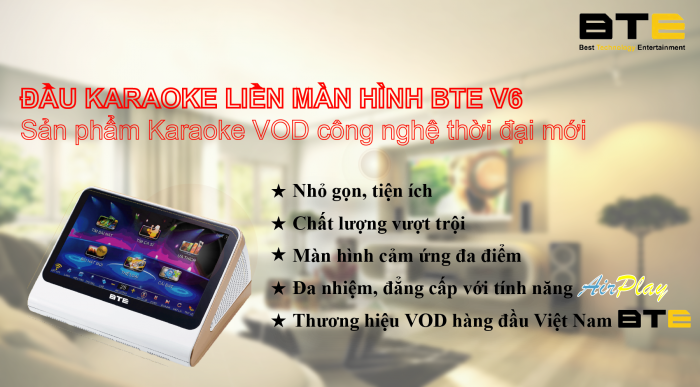 BTE
Best Technology Entertainment
ĐẦU KARAOKE LIỀN MÀN HÌNH BTE V6
Sản phẩm Karaoke VOD công nghệ thời đại mới
★ Nhỏ gọn, tiện ích
★ Chất lượng vượt trội
★ Màn hình cảm ứng đa điểm
★ Đa nhiệm, đẳng cấp với tính năng AirPlay
★ Thương hiệu VOD hàng đầu Việt Nam BTE
BTE